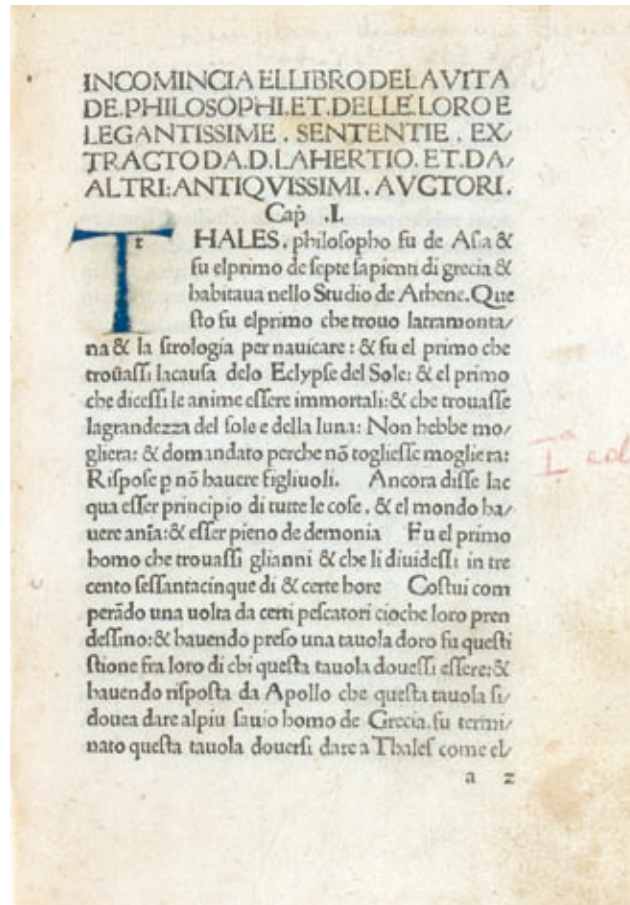 INCOMINCIA EL LIBRO DE LA VITA
DE.PHILOSOPHI.ET.DELLE.LORO E
LEGANTISSIME. SENTENTIE. EX/
TRACTO DA.D.LAHERTIO.ET.DA/
ALTRI:ANTIQVISSIMI.AVCTORI.
Cap̃ .I.
T t HALES. philosopho fu de Asia &
fu elprimo de septe sapienti di grecia &
habitaua nello Studio de Athene. Que
sto fu elprimo che trouo latramonta/
na & la strologia per nauicare: & fu el primo che
trouassi lacausa delo Eclypse del Sole: & el primo
che dicessi le anime essere immortali: & che trouasse
lagrandezza del sole e della luna: Non hebbe mo/
gliera: & domandato perche nõ togliesse mogliera:
Rispose p nõ hauere figliuoli. Ancora disse lac
qua esser principio di tutte le cose. & el mondo ha/
uere aniã: & esser pieno de demonia Fu el primo
homo che trouassi glianni & che li diuidessi in tre
cento sessantacinque di & certe hore Costui com
perãdo una uolta da certi pescatori cioche loro pren
dessino: & hauendo preso una tauola doro fu questi
stione fra loro di chi questa tauola douessi essere: &
hauendo risposta da Apollo che questa tauola si
douea dare alpiu sauio homo de Grecia. fu termi/
nato questa tauola douersi dare a Thales come el/
a 2